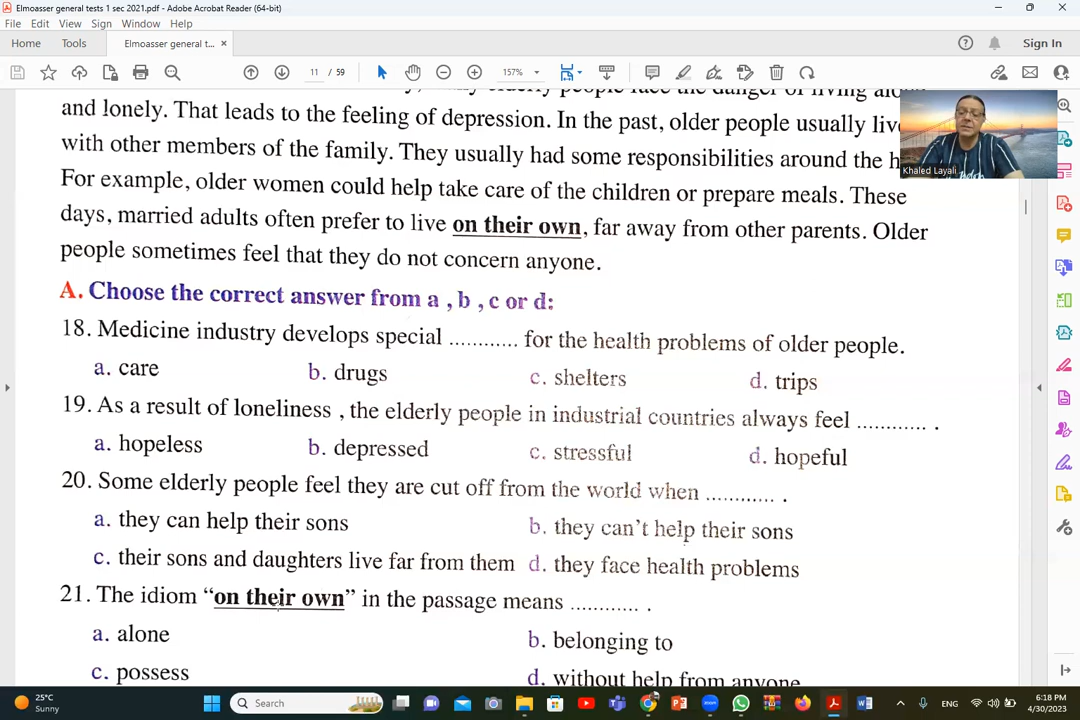 Elmoasser general tests 1 sec 2021.pdf - Adobe Acrobat Reader (64-bit)
File Edit View Sign Window Help
Home Tools Elmoasser general t... × Sign In
11 / 59 157%
elderly people face the danger of living
and lonely. That leads to the feeling of depression. In the past, older people usually
with other members of the family. They usually had some responsibilities around the
Khaled Layali
For example, older women could help take care of the children or prepare meals. These
days, married adults often prefer to live on their own, far away from other parents. Older
people sometimes feel that they do not concern anyone.
A. Choose the correct answer from a , b , c or d:
18. Medicine industry develops special ............ for the health problems of older people.
a. care b. drugs c. shelters d. trips
19. As a result of loneliness , the elderly people in industrial countries always feel ............ .
a. hopeless b. depressed c. stressful d. hopeful
20. Some elderly people feel they are cut off from the world when ............ .
a. they can help their sons b. they can't help their sons
c. their sons and daughters live far from them d. they face health problems
21. The idiom "on their own" in the passage means ............ .
a. alone b. belonging to
c. possess d. without help from anyone
25°C
Sunny
Search
ENG
6:18 PM
4/30/2023